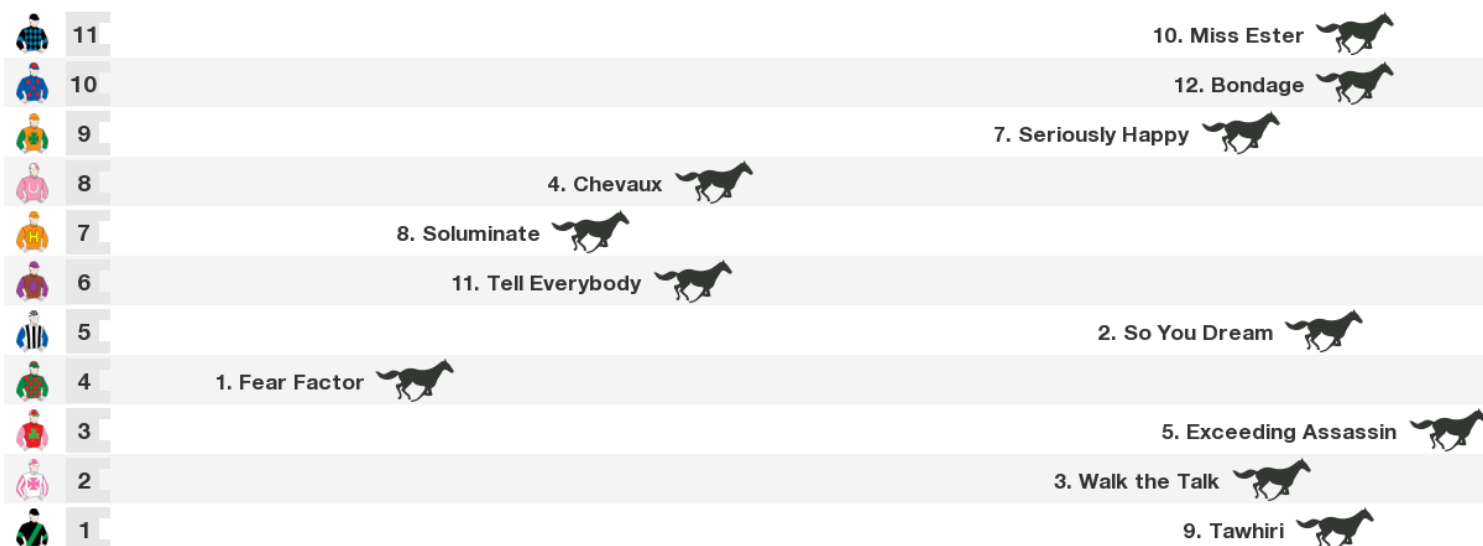 11 10. Miss Ester
10 12. Bondage
9 7. Seriously Happy
8 4. Chevaux
7 8. Soluminate
6 11. Tell Everybody
5 2. So You Dream
4 1. Fear Factor
3 5. Exceeding Assassin
2 3. Walk the Talk
1 9. Tawhiri